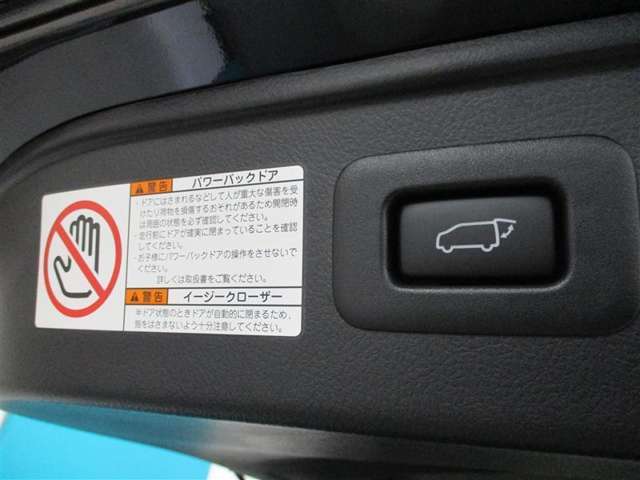 ⚠警告 パワーバックドア
・ドアにはさまれるなどして人が重大な傷害を受
けたり荷物を損傷するおそれがあるため開閉時
は周囲の状態を必ず確認してください。
・走行前にドアが確実に閉まっていることを確認
してください。
・お子様にパワーバックドアの操作をさせないで
ください。
詳しくは取扱書をご覧ください。
⚠警告 イージークローザー
半ドア状態のときドアが自動的に閉まるため、
指をはさまないよう十分注意してください。